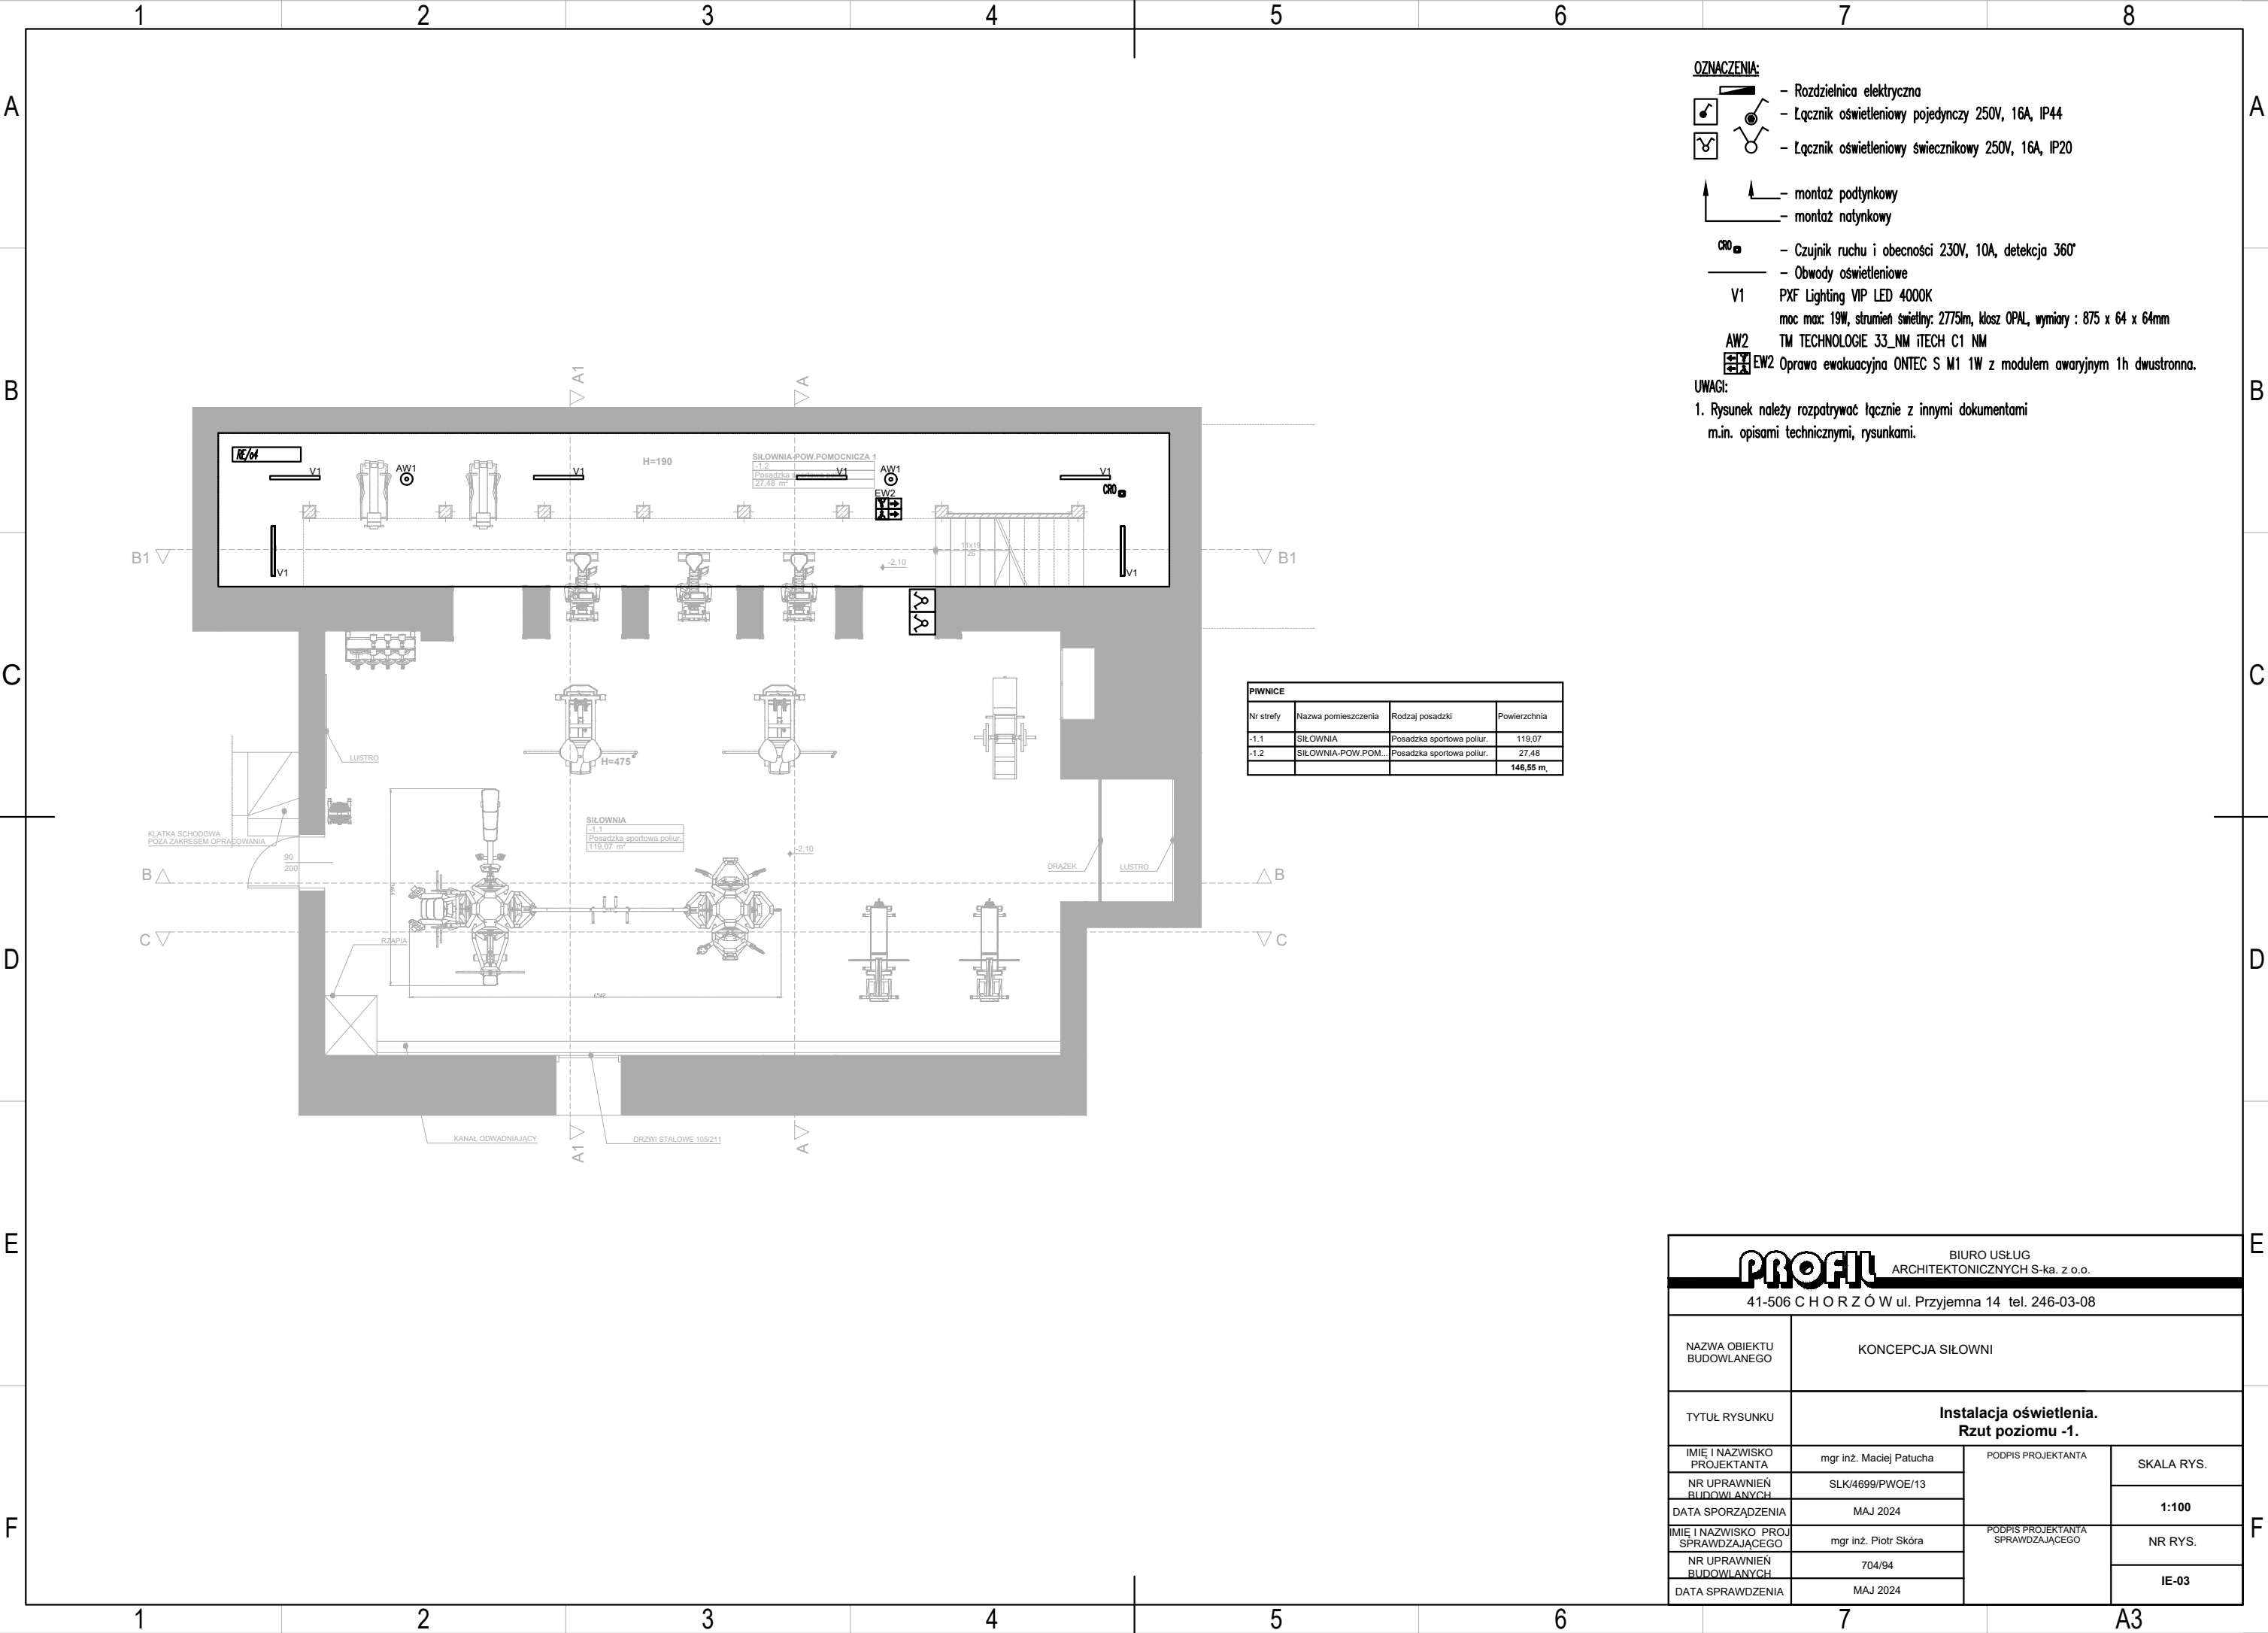 1 2 3 4 5 6 7 8
A A
B B
C C
D D
E E
F F
OZNACZENIA:
- Rozdzielnica elektryczna
- Łącznik oświetleniowy pojedynczy 250V, 16A, IP44
- Łącznik oświetleniowy świecznikowy 250V, 16A, IP20
- montaż podtynkowy
- montaż natynkowy
CRO - Czujnik ruchu i obecności 230V, 10A, detekcja 360°
- Obwody oświetleniowe
V1 PXF Lighting VIP LED 4000K
moc max: 19W, strumień świetlny: 2775lm, klosz OPAL, wymiary : 875 x 64 x 64mm
AW2 TM TECHNOLOGIE 33_NM iTECH C1 NM
EW2 Oprawa ewakuacyjna ONTEC S M1 1W z modułem awaryjnym 1h dwustronna.
UWAGI:
1. Rysunek należy rozpatrywać łącznie z innymi dokumentami
m.in. opisami technicznymi, rysunkami.
A1 A
RE/o4
H=190
SIŁOWNIA-POW.POMOCNICZA 1
-1.2
Posadzka
27,48 m²
V1 AW1 V1 V1 AW1 V1
CRO
EW2
B1 B1
V1 V1
11x19
26
-2,10
LUSTRO
H=475
SIŁOWNIA
-1.1
Posadzka sportowa poliur.
119,07 m²
-2,10
KLATKA SCHODOWA
POZA ZAKRESEM OPRACOWANIA
90
200
DRĄŻEK LUSTRO
B B
C C
RZĄPIA
6542
KANAŁ ODWADNIAJĄCY
DRZWI STALOWE 105/211
A1 A
PIWNICE
Nr strefy Nazwa pomieszczenia Rodzaj posadzki Powierzchnia
-1.1 SIŁOWNIA Posadzka sportowa poliur. 119,07
-1.2 SIŁOWNIA-POW.POM... Posadzka sportowa poliur. 27,48
146,55 m
PROFIL
BIURO USŁUG
ARCHITEKTONICZNYCH S-ka. z o.o.
41-506 C H O R Z Ó W ul. Przyjemna 14 tel. 246-03-08
NAZWA OBIEKTU
BUDOWLANEGO
KONCEPCJA SIŁOWNI
TYTUŁ RYSUNKU
Instalacja oświetlenia.
Rzut poziomu -1.
IMIĘ I NAZWISKO
PROJEKTANTA
mgr inż. Maciej Patucha
PODPIS PROJEKTANTA
SKALA RYS.
NR UPRAWNIEŃ
BUDOWLANYCH
SLK/4699/PWOE/13
1:100
DATA SPORZĄDZENIA
MAJ 2024
IMIĘ I NAZWISKO PROJ
SPRAWDZAJĄCEGO
mgr inż. Piotr Skóra
PODPIS PROJEKTANTA
SPRAWDZAJĄCEGO
NR RYS.
NR UPRAWNIEŃ
BUDOWLANYCH
704/94
IE-03
DATA SPRAWDZENIA
MAJ 2024
1 2 3 4 5 6 7 A3